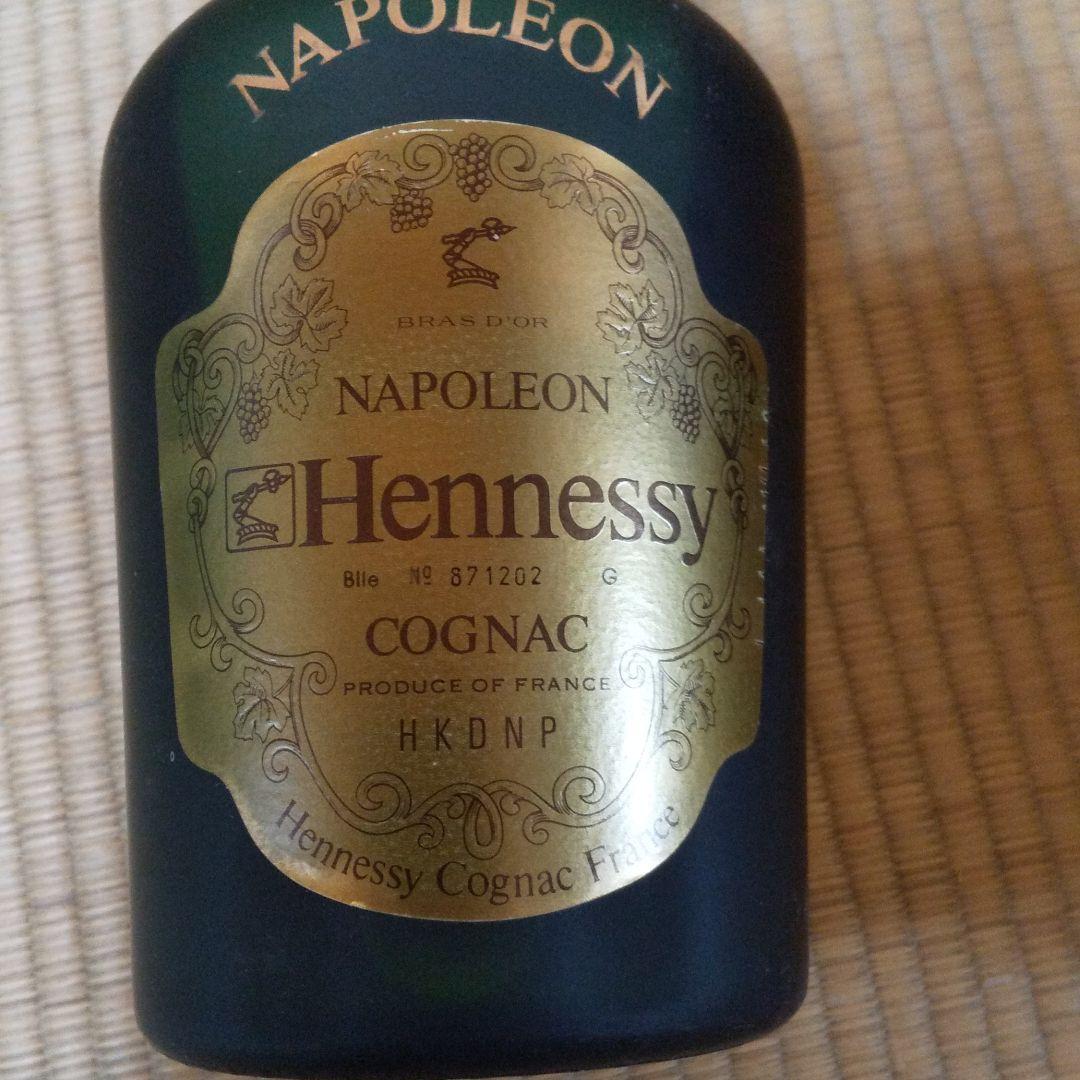 NAPOLEON
BRAS D'OR
NAPOLEON
Hennessy
Blle Nº 871202 G
COGNAC
PRODUCE OF FRANCE
HKDNP
Hennessy Cognac France